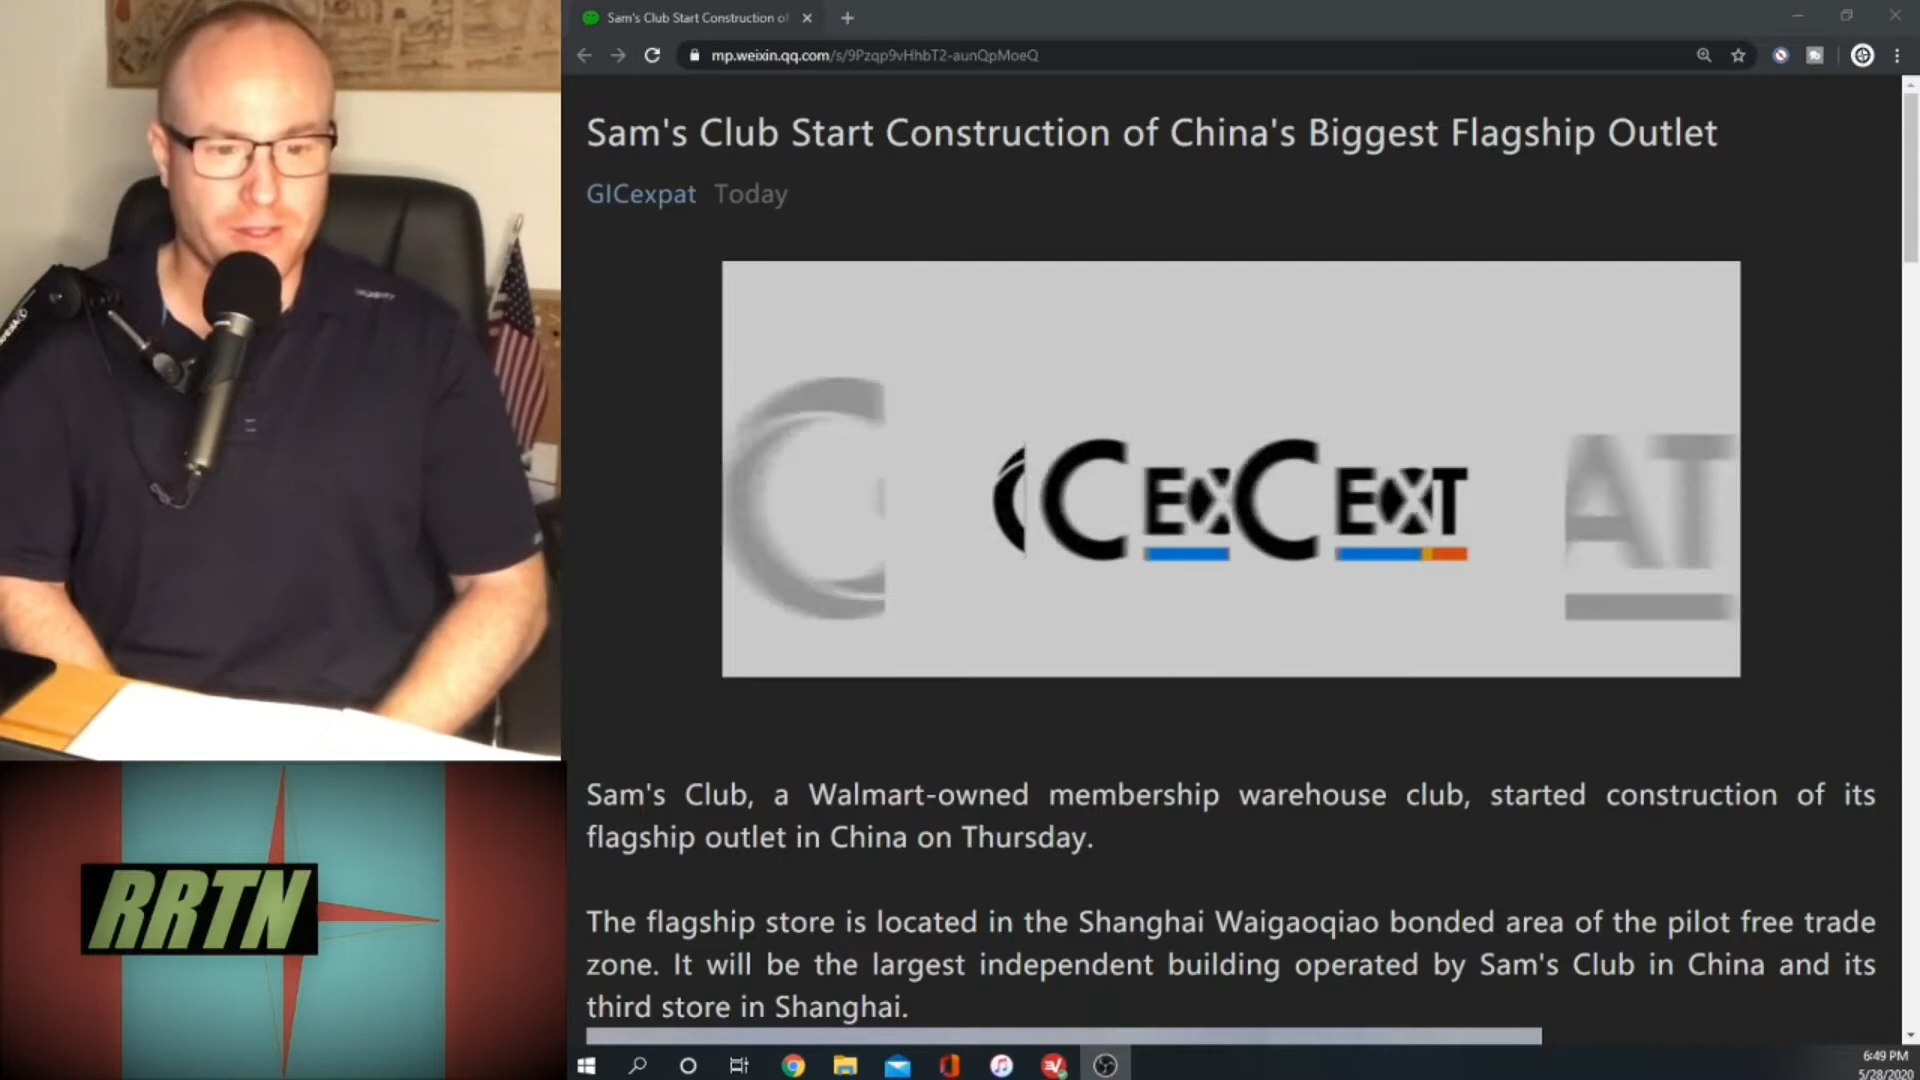 Sam's Club Start Construction of
mp.weixin.qq.com/s/9Pzqp9vHhbT2-aunQpMoeQ
Sam's Club Start Construction of China's Biggest Flagship Outlet
GICexpat Today
C C EXC EXT AT
Sam's Club, a Walmart-owned membership warehouse club, started construction of its
flagship outlet in China on Thursday.
The flagship store is located in the Shanghai Waigaoqiao bonded area of the pilot free trade
zone. It will be the largest independent building operated by Sam's Club in China and its
third store in Shanghai.
RRTN
6:49 PM
5/28/2020